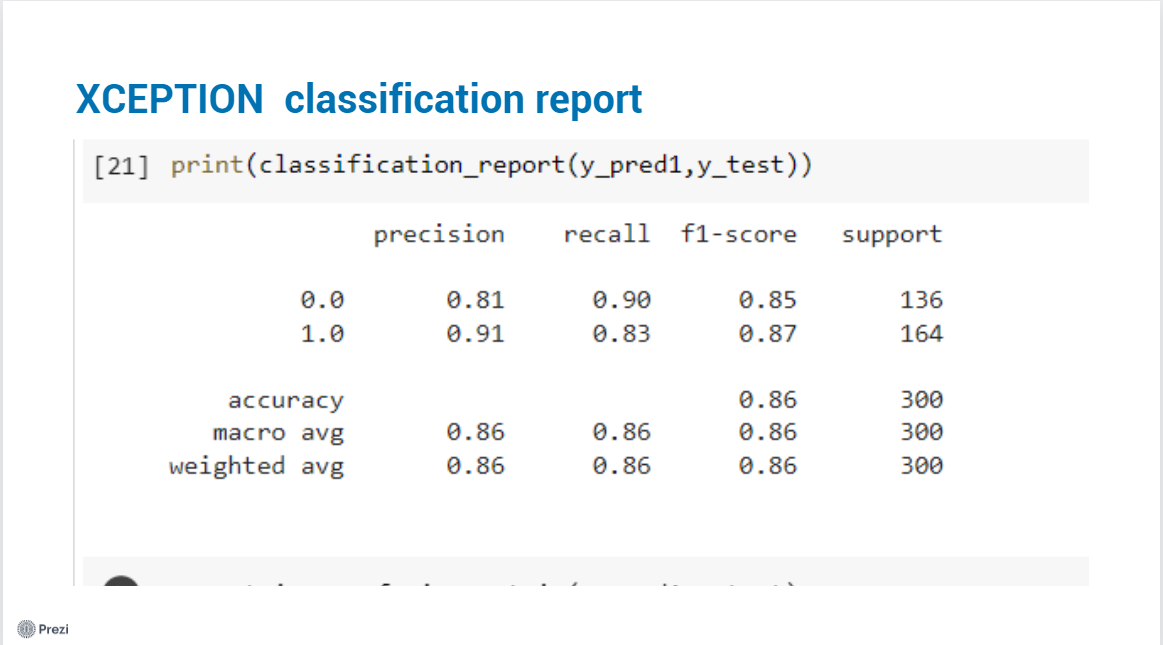 XCEPTION classification report
[21] print(classification_report(y_pred1,y_test))
precision recall f1-score support
0.0 0.81 0.90 0.85 136
1.0 0.91 0.83 0.87 164
accuracy 0.86 300
macro avg 0.86 0.86 0.86 300
weighted avg 0.86 0.86 0.86 300
Prezi